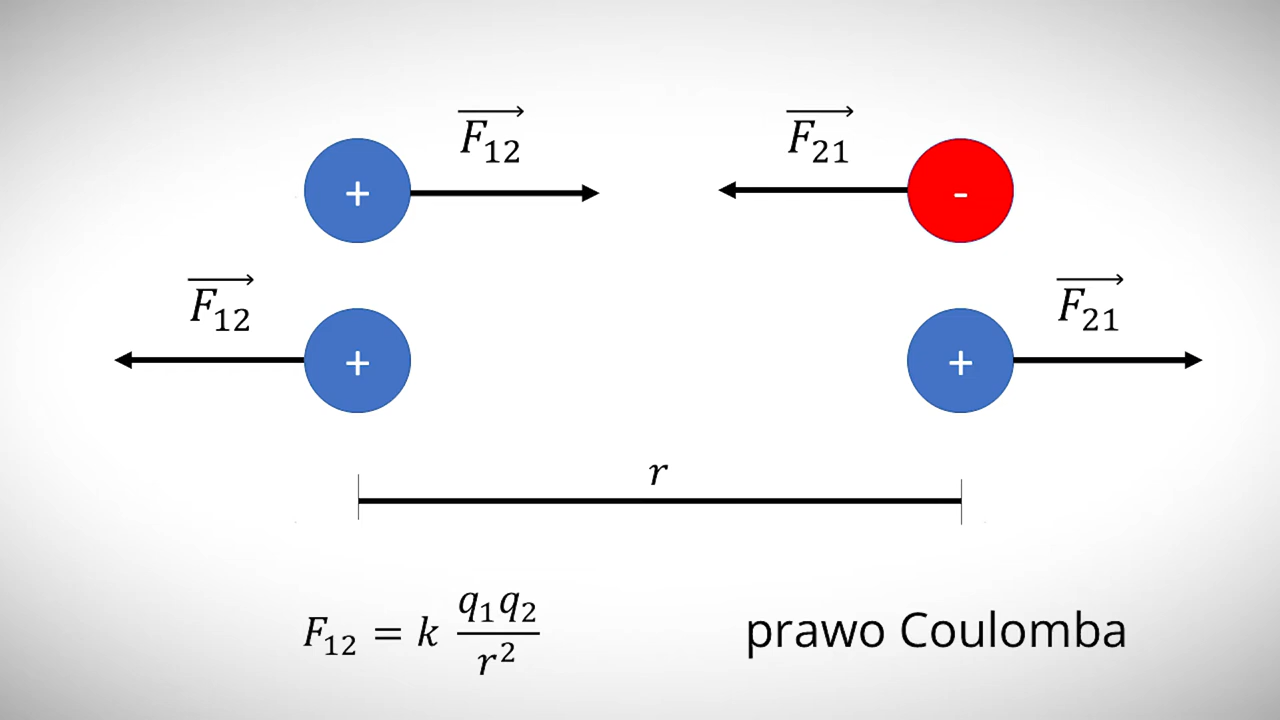 F₁₂ F₂₁
+ -
F₁₂ F₂₁
+ +
r
F₁₂ = k q₁q₂ / r²
prawo Coulomba